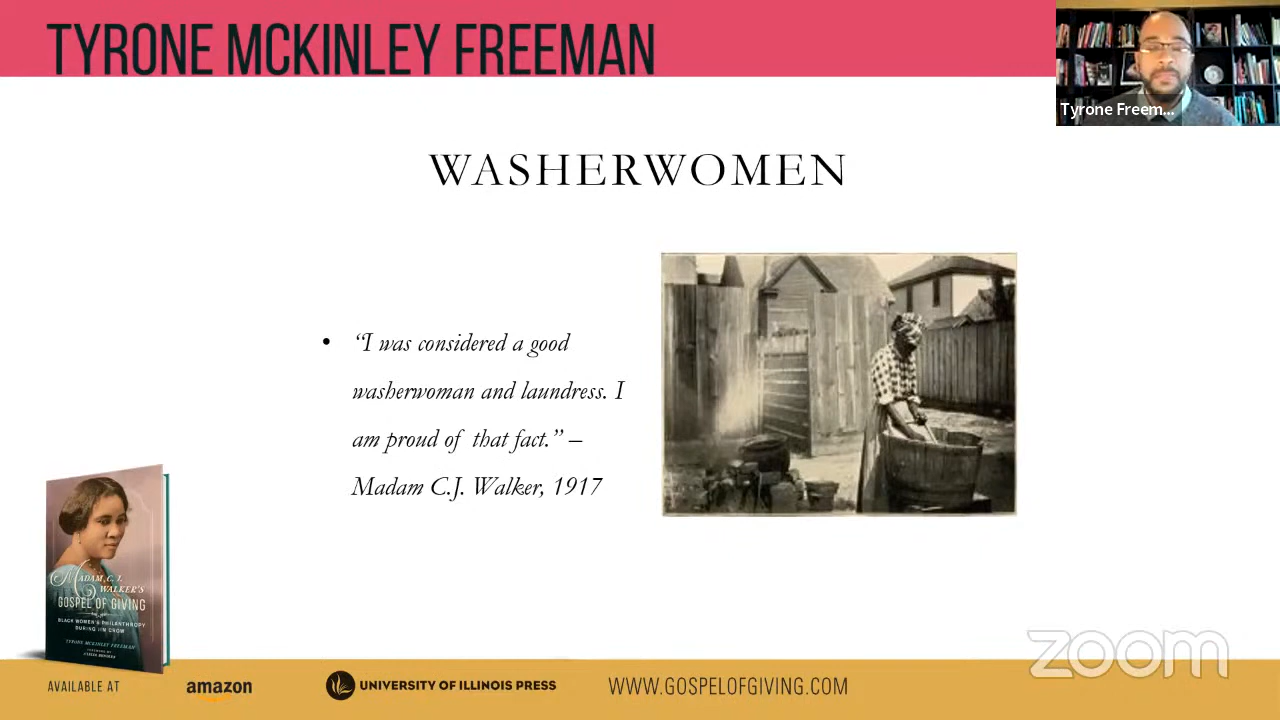 TYRONE MCKINLEY FREEMAN
Tyrone Freem...
WASHERWOMEN
• “I was considered a good
washerwoman and laundress. I
am proud of that fact.” –
Madam C.J. Walker, 1917
MADAM C. J.
WALKER'S
GOSPEL OF GIVING
BLACK WOMEN'S PHILANTHROPY
DURING JIM CROW
TYRONE MCKINLEY FREEMAN
zoom
AVAILABLE AT
amazon
UNIVERSITY OF ILLINOIS PRESS
WWW.GOSPELOFGIVING.COM